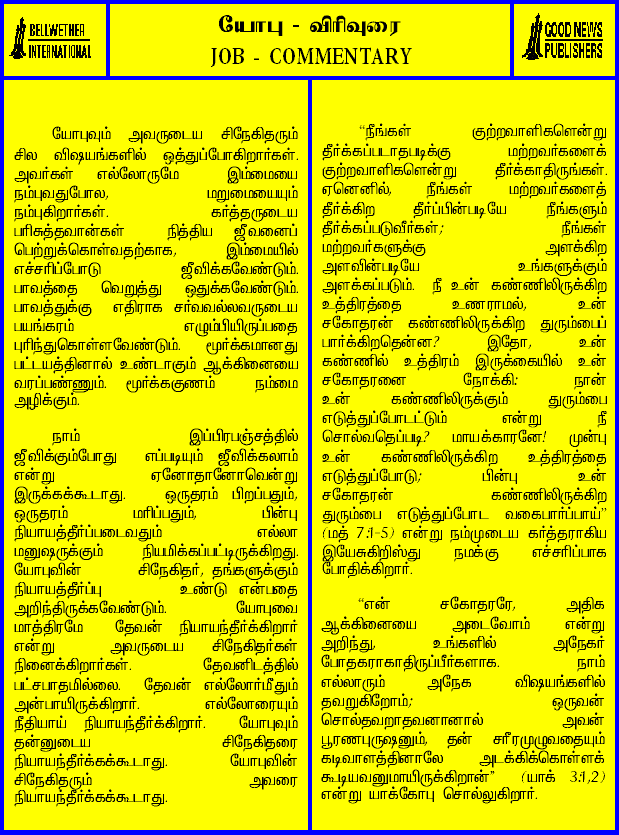 BELLWETHER
INTERNATIONAL
யோபு - விரிவுரை
JOB - COMMENTARY
GOOD NEWS
PUBLISHERS
யோபுவும் அவருடைய சிநேகிதரும்
சில விஷயங்களில் ஒத்துப்போகிறார்கள்.
அவர்கள் எல்லோருமே இம்மையை
நம்புவதுபோல, மறுமையையும்
நம்புகிறார்கள். கர்த்தருடைய
பரிசுத்தவான்கள் நித்திய ஜீவனைப்
பெற்றுக்கொள்வதற்காக, இம்மையில்
எச்சரிப்போடு ஜீவிக்கவேண்டும்.
பாவத்தை வெறுத்து ஒதுக்கவேண்டும்.
பாவத்துக்கு எதிராக சர்வவல்லவருடைய
பயங்கரம் எழும்பியிருப்பதை
புரிந்துகொள்ளவேண்டும். மூர்க்கமானது
பட்டயத்தினால் உண்டாகும் ஆக்கினையை
வரப்பண்ணும். மூர்க்ககுணம் நம்மை
அழிக்கும்.
நாம் இப்பிரபஞ்சத்தில்
ஜீவிக்கும்போது எப்படியும் ஜீவிக்கலாம்
என்று ஏனோதானோவென்று
இருக்கக்கூடாது. ஒருதரம் பிறப்பதும்,
ஒருதரம் மரிப்பதும், பின்பு
நியாயத்தீர்ப்படைவதும் எல்லா
மனுஷருக்கும் நியமிக்கப்பட்டிருக்கிறது.
யோபுவின் சிநேகிதர், தங்களுக்கும்
நியாயத்தீர்ப்பு உண்டு என்பதை
அறிந்திருக்கவேண்டும். யோபுவை
மாத்திரமே தேவன் நியாயந்தீர்க்கிறார்
என்று அவருடைய சிநேகிதர்கள்
நினைக்கிறார்கள். தேவனிடத்தில்
பட்சபாதமில்லை. தேவன் எல்லோர்மீதும்
அன்பாயிருக்கிறார். எல்லோரையும்
நீதியாய் நியாயந்தீர்க்கிறார். யோபுவும்
தன்னுடைய சிநேகிதரை
நியாயந்தீர்க்கக்கூடாது. யோபுவின்
சிநேகிதரும் அவரை
நியாயந்தீர்க்கக்கூடாது.
“நீங்கள் குற்றவாளிகளென்று
தீர்க்கப்படாதபடிக்கு மற்றவர்களைக்
குற்றவாளிகளென்று தீர்க்காதிருங்கள்.
ஏனெனில், நீங்கள் மற்றவர்களைத்
தீர்க்கிற தீர்ப்பின்படியே நீங்களும்
தீர்க்கப்படுவீர்கள்; நீங்கள்
மற்றவர்களுக்கு அளக்கிற
அளவின்படியே உங்களுக்கும்
அளக்கப்படும். நீ உன் கண்ணிலிருக்கிற
உத்திரத்தை உணராமல், உன்
சகோதரன் கண்ணிலிருக்கிற துரும்பைப்
பார்க்கிறதென்ன? இதோ, உன்
கண்ணில் உத்திரம் இருக்கையில் உன்
சகோதரனை நோக்கி: நான்
உன் கண்ணிலிருக்கும் துரும்பை
எடுத்துப்போடட்டும் என்று நீ
சொல்வதெப்படி? மாயக்காரனே! முன்பு
உன் கண்ணிலிருக்கிற உத்திரத்தை
எடுத்துப்போடு; பின்பு உன்
சகோதரன் கண்ணிலிருக்கிற
துரும்பை எடுத்துப்போட வகைபார்ப்பாய்”
(மத் 7:1-5) என்று நம்முடைய கர்த்தராகிய
இயேசுகிறிஸ்து நமக்கு எச்சரிப்பாக
போதிக்கிறார்.
“என் சகோதரரே, அதிக
ஆக்கினையை அடைவோம் என்று
அறிந்து, உங்களில் அநேகர்
போதகராகாதிருப்பீர்களாக. நாம்
எல்லாரும் அநேக விஷயங்களில்
தவறுகிறோம்; ஒருவன்
சொல்தவறாதவனானால் அவன்
பூரணபுருஷனும், தன் சரீரமுழுவதையும்
கடிவாளத்தினாலே அடக்கிக்கொள்ளக்
கூடியவனுமாயிருக்கிறான்” (யாக் 3:1,2)
என்று யாக்கோபு சொல்லுகிறார்.